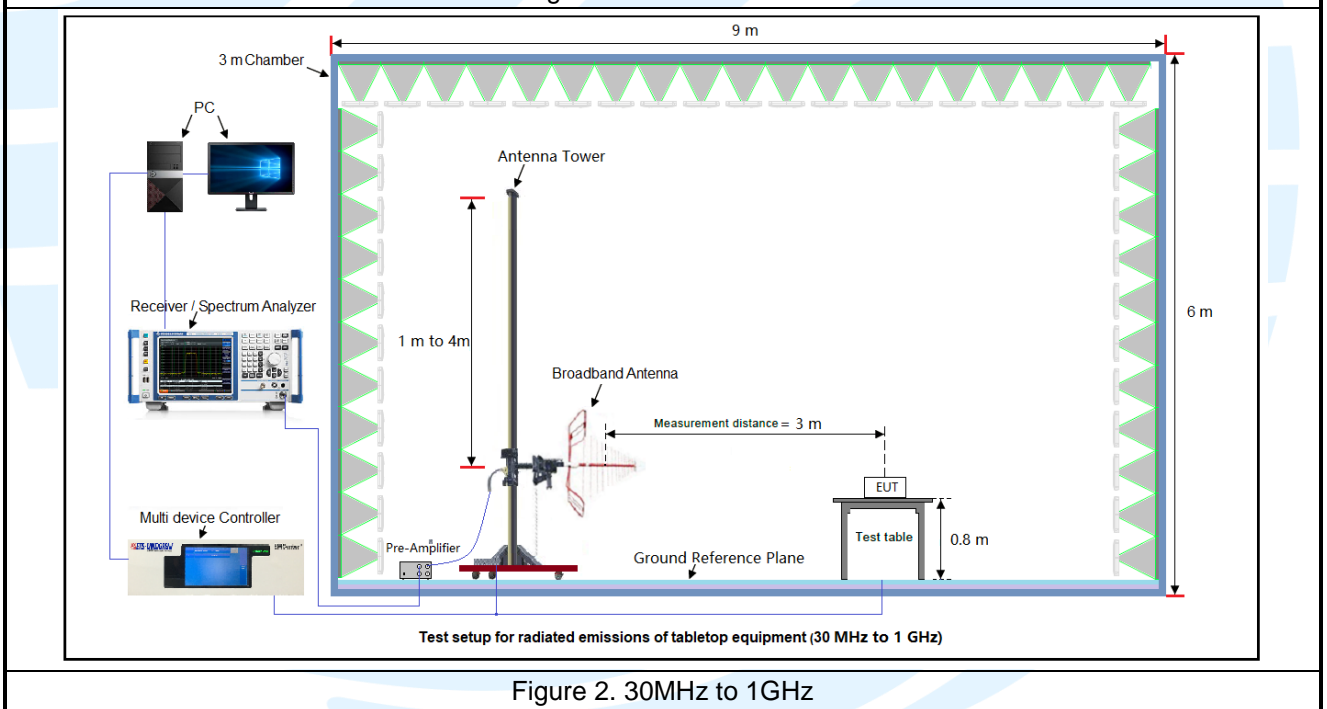 9 m
3 m Chamber
PC
Antenna Tower
Receiver / Spectrum Analyzer
1 m to 4m
6 m
Broadband Antenna
Measurement distance = 3 m
EUT
Multi device Controller
Pre-Amplifier
Test table
0.8 m
Ground Reference Plane
Test setup for radiated emissions of tabletop equipment (30 MHz to 1 GHz)
Figure 2. 30MHz to 1GHz